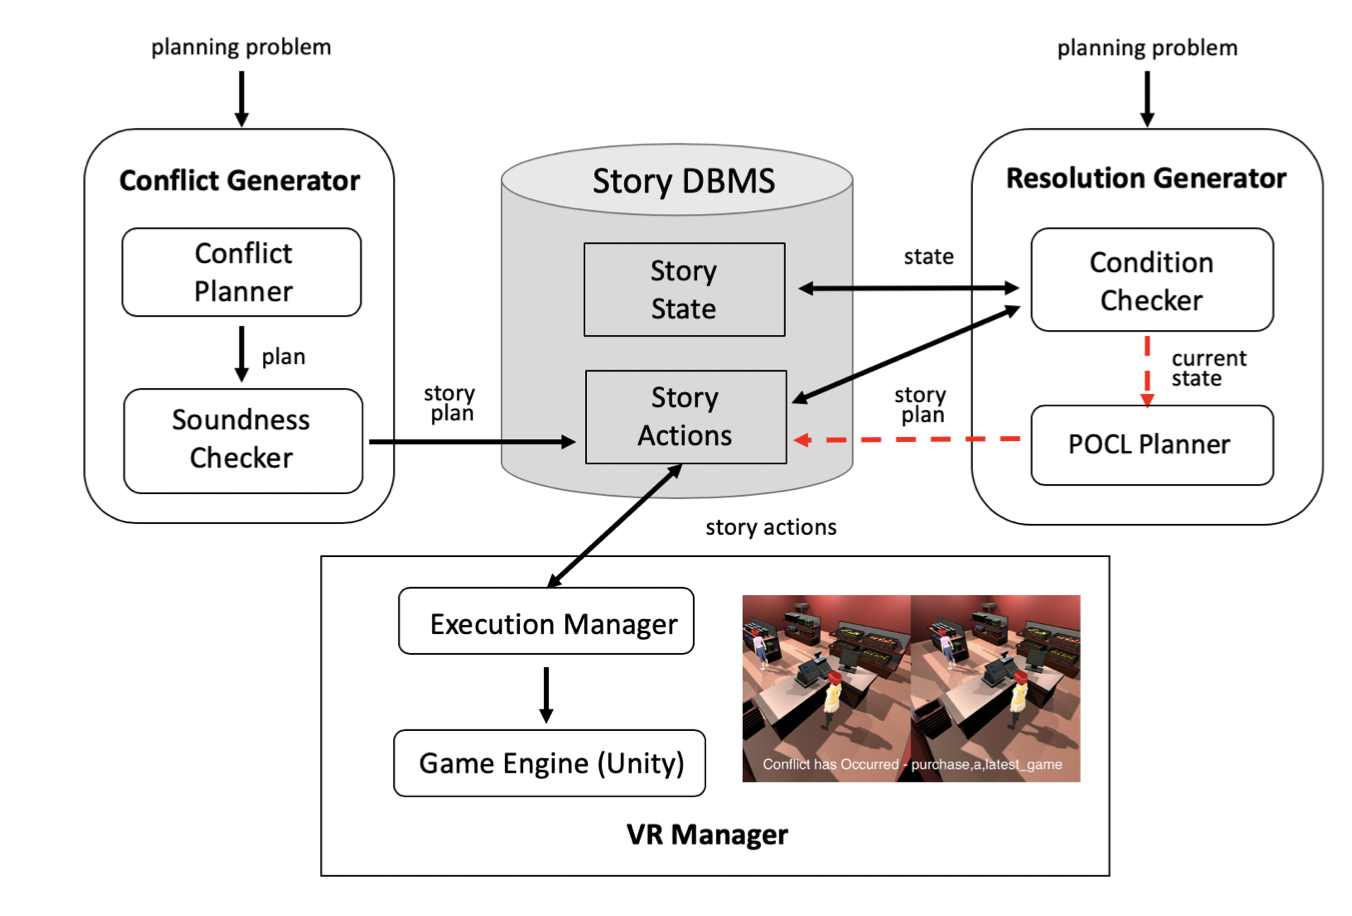 planning problem
planning problem
Conflict Generator
Conflict
Planner
plan
Soundness
Checker
story
plan
Story DBMS
Story
State
Story
Actions
state
story
plan
Resolution Generator
Condition
Checker
current
state
POCL Planner
story actions
Execution Manager
Game Engine (Unity)
Conflict has Occurred - purchase,a,latest_game
VR Manager